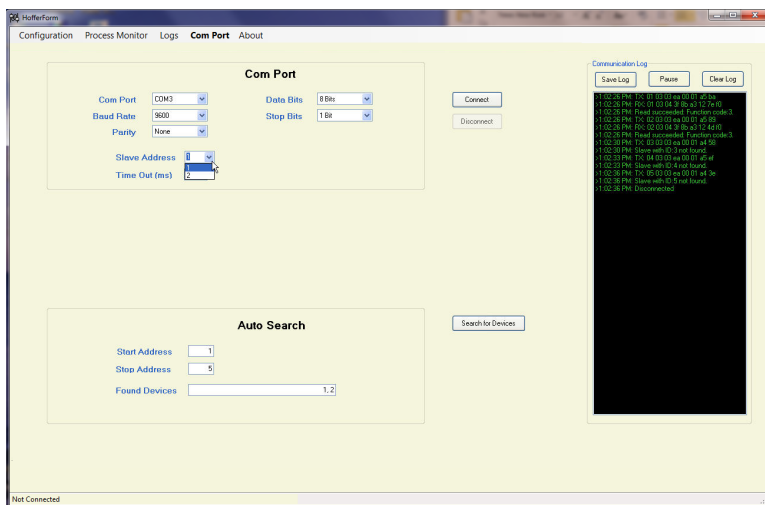 HofferForm
Configuration Process Monitor Logs Com Port About
Com Port
Com Port COM3 Data Bits 8 Bits
Baud Rate 9600 Stop Bits 1 Bit
Parity None
Slave Address 1
1
Time Out (ms) 2
Connect
Disconnect
Auto Search
Start Address 1
Stop Address 5
Found Devices 1, 2
Search for Devices
Communication Log
Save Log Pause Clear Log
>1:02:26 PM: TX: 01 03 03 ea 00 01 a5 ba
>1:02:26 PM: RX: 01 03 04 3f 8b a3 12 7e f0
>1:02:26 PM: Read succeeded. Function code:3.
>1:02:26 PM: TX: 02 03 03 ea 00 01 a5 89
>1:02:26 PM: RX: 02 03 04 3f 8b a3 12 4d f0
>1:02:26 PM: Read succeeded. Function code:3.
>1:02:30 PM: TX: 03 03 03 ea 00 01 a4 58
>1:02:30 PM: Slave with ID:3 not found.
>1:02:33 PM: TX: 04 03 03 ea 00 01 a5 ef
>1:02:33 PM: Slave with ID:4 not found.
>1:02:36 PM: TX: 05 03 03 ea 00 01 a4 3e
>1:02:36 PM: Slave with ID:5 not found.
>1:02:36 PM: Disconnected
Not Connected